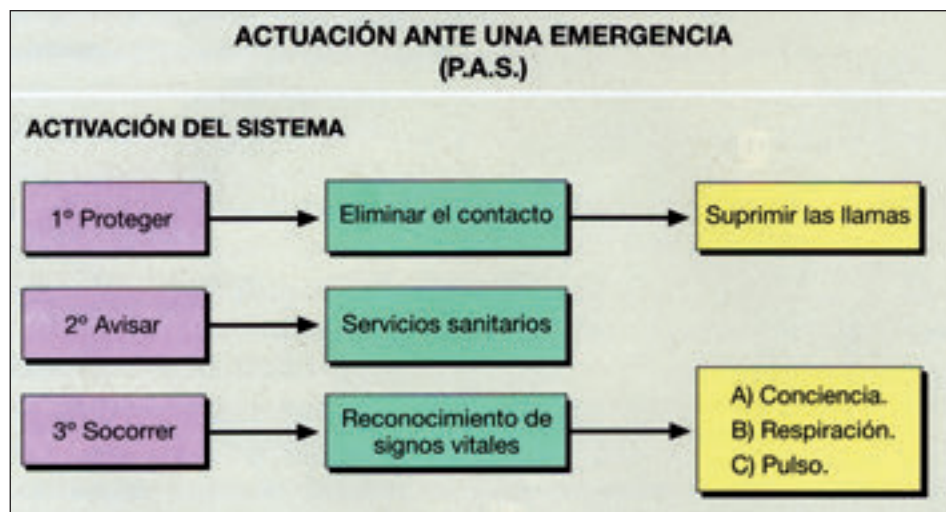 ACTUACIÓN ANTE UNA EMERGENCIA
(P.A.S.)
ACTIVACIÓN DEL SISTEMA
1º Proteger
Eliminar el contacto
Suprimir las llamas
2º Avisar
Servicios sanitarios
3º Socorrer
Reconocimiento de
signos vitales
A) Conciencia.
B) Respiración.
C) Pulso.